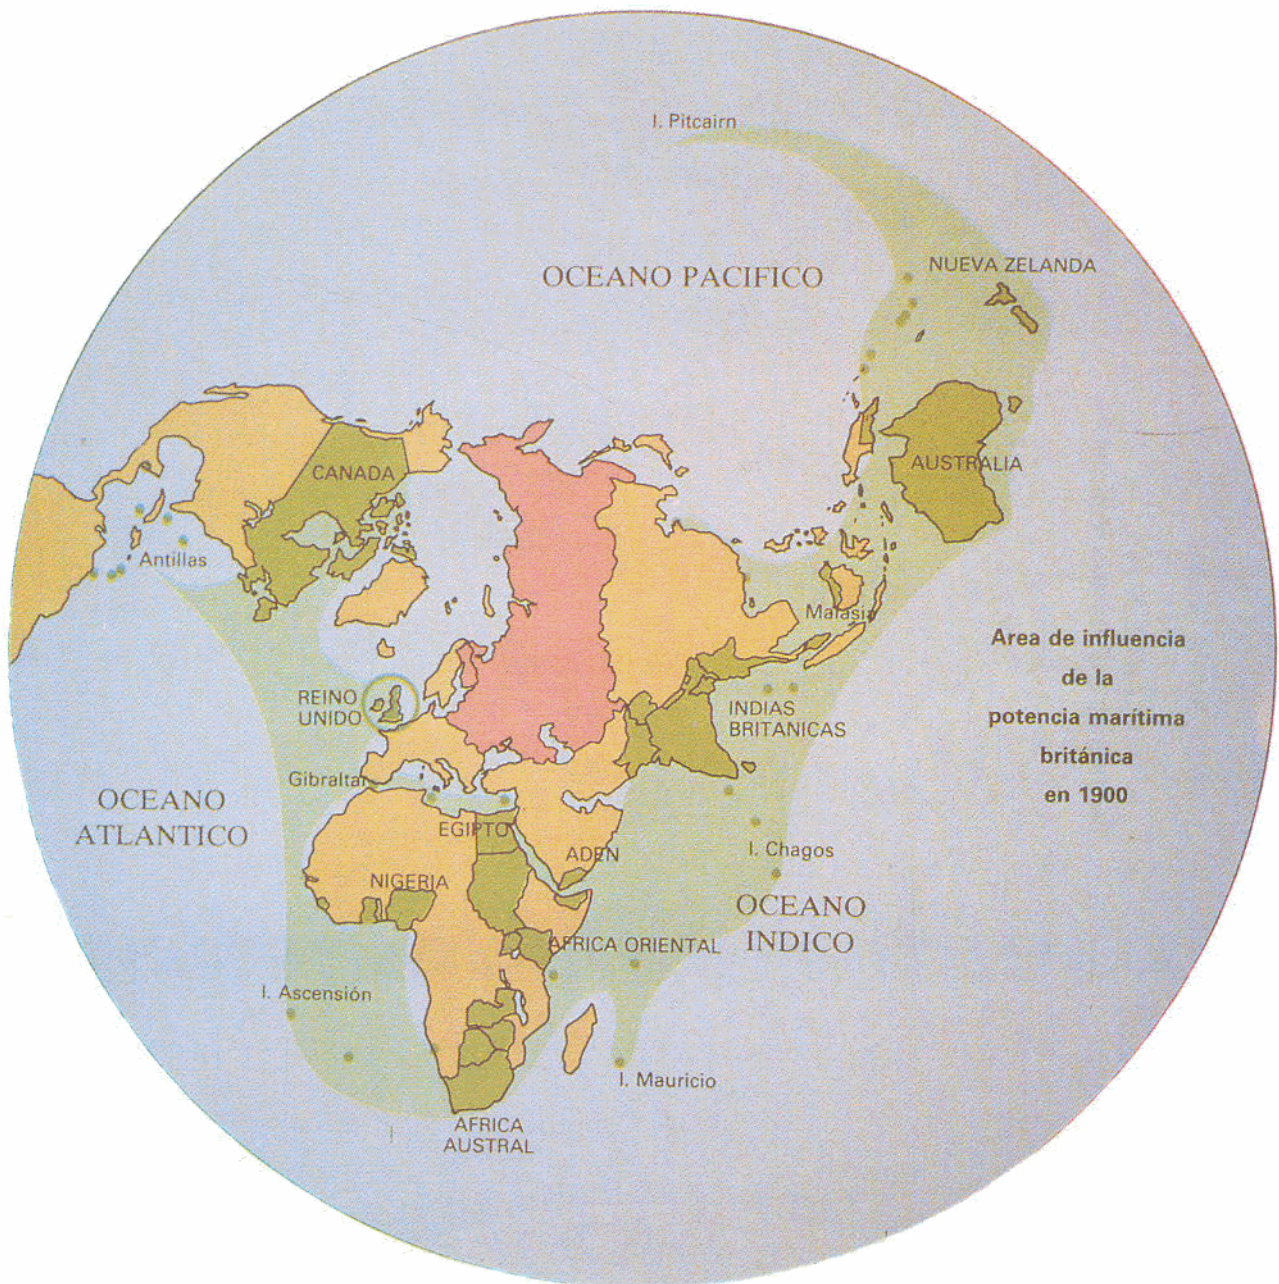 I. Pitcairn
OCEANO PACIFICO
NUEVA ZELANDA
CANADA
AUSTRALIA
Antillas
Malasia
Area de influencia
de la
potencia marítima
británica
en 1900
REINO
UNIDO
INDIAS
BRITANICAS
Gibraltar
OCEANO
ATLANTICO
EGIPTO
ADEN
I. Chagos
NIGERIA
OCEANO
INDICO
AFRICA ORIENTAL
I. Ascensión
I. Mauricio
AFRICA
AUSTRAL